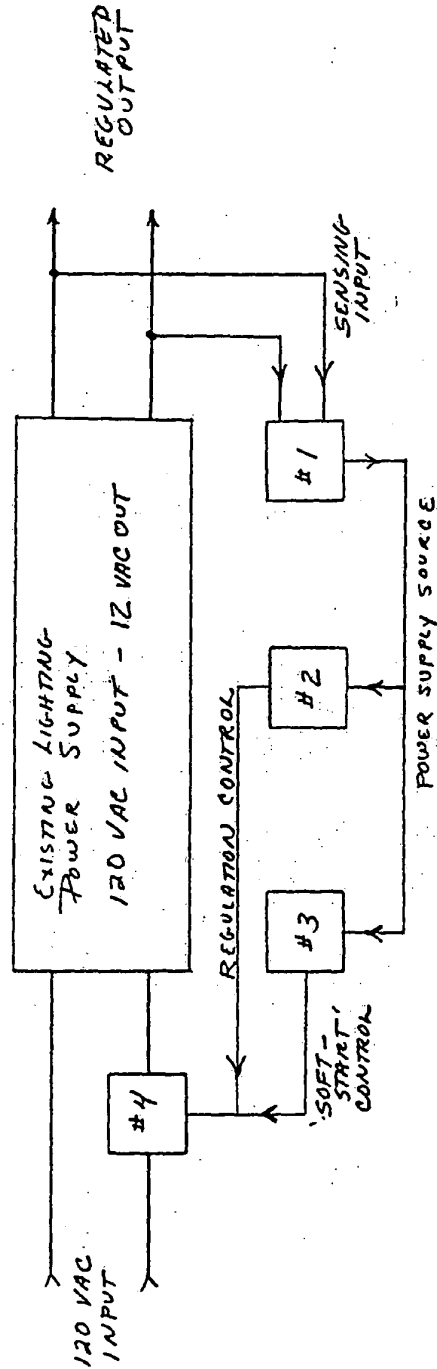 120 VAC
INPUT
EXISTING LIGHTING
POWER SUPPLY
120 VAC INPUT - 12 VAC OUT
REGULATED
OUTPUT
#4
REGULATION CONTROL
'SOFT-
START'
CONTROL
#3
#2
#1
SENSING
INPUT
POWER SUPPLY SOURCE